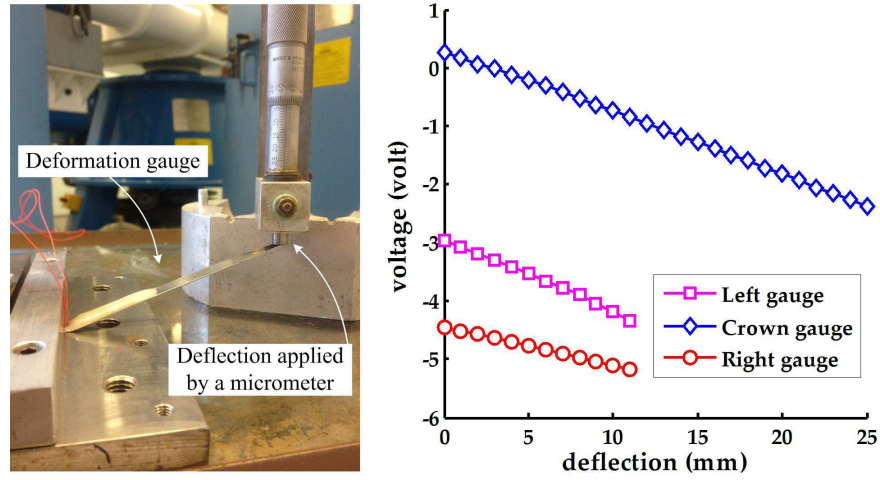 Deformation gauge
Deflection applied
by a micrometer
voltage (volt)
1
0
-1
-2
-3
-4
-5
-6
0
5
10
15
20
25
deflection (mm)
Left gauge
Crown gauge
Right gauge